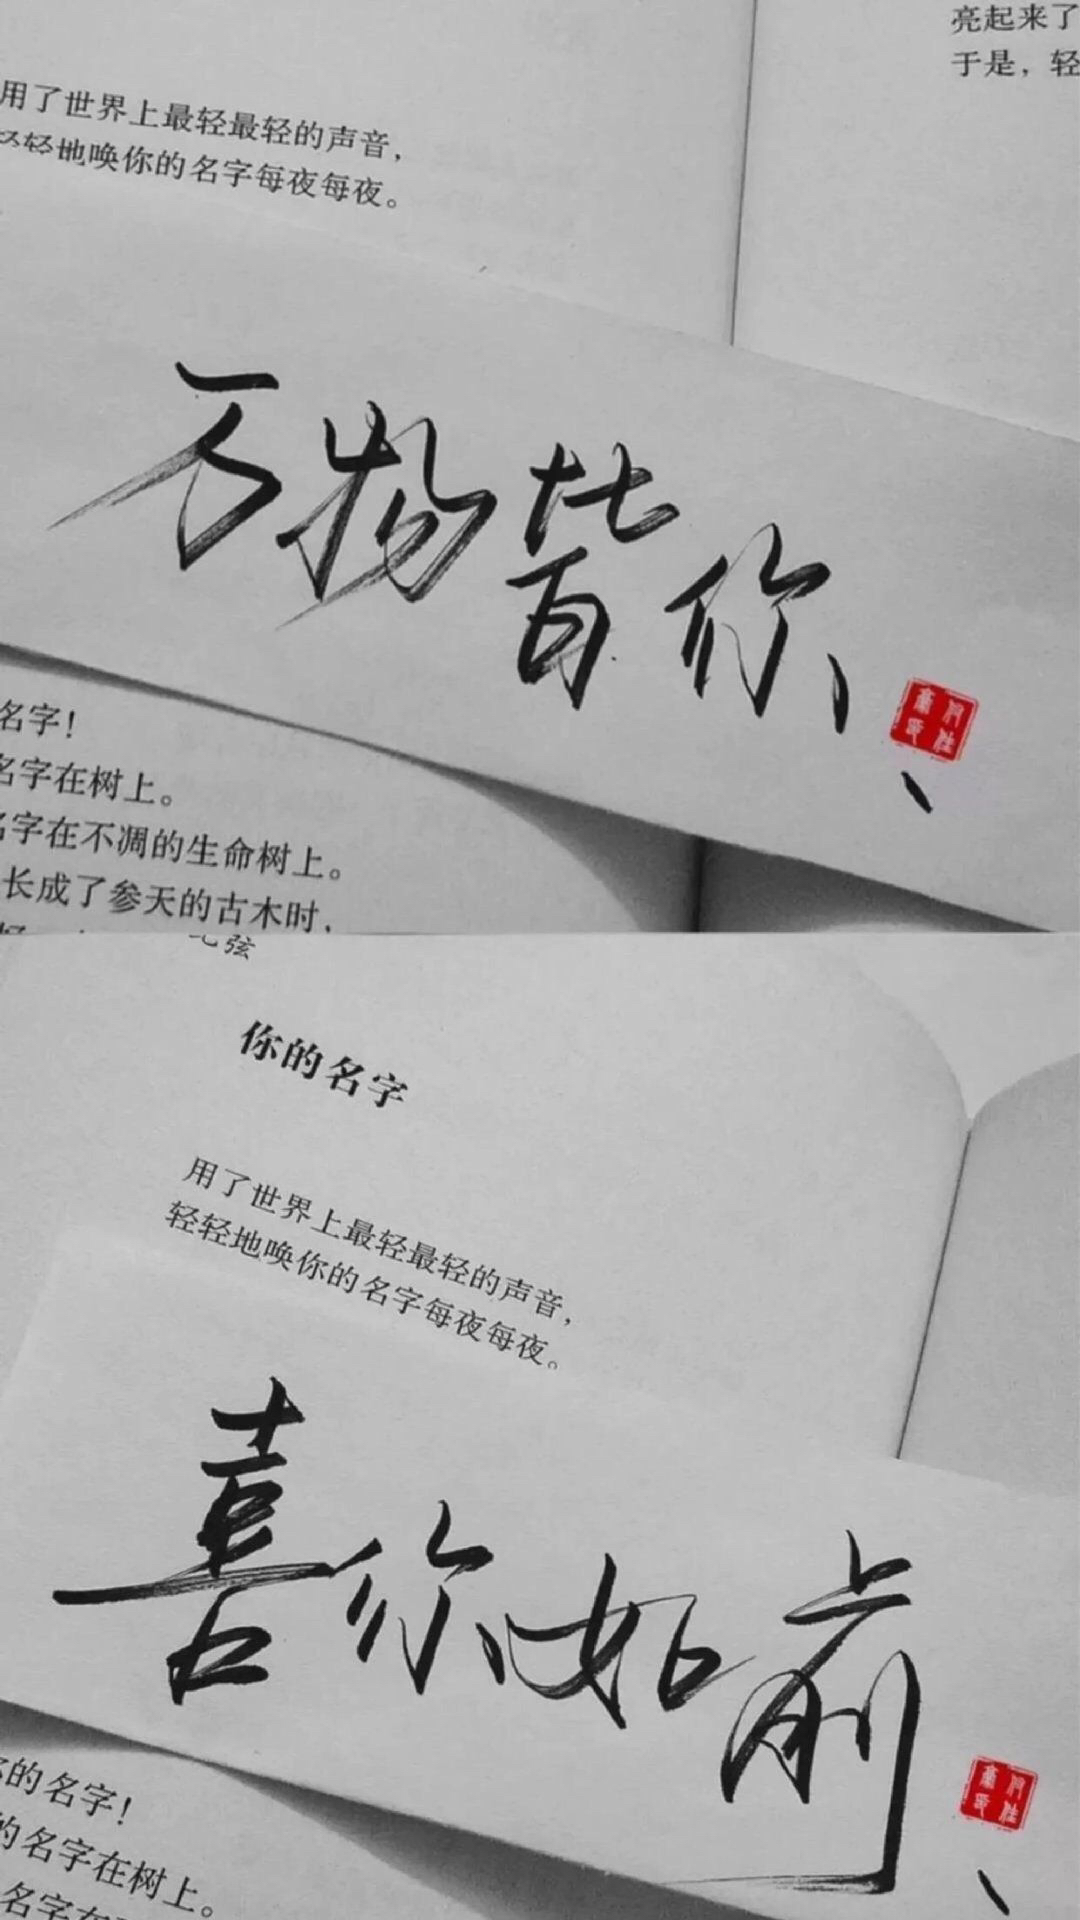 亮起来了
于是，轻
用了世界上最轻最轻的声音，
轻轻地唤你的名字每夜每夜。
万物皆你、
名字！
名字在树上。
名字在不凋的生命树上。
长成了参天的古木时，
弦
你的名字
用了世界上最轻最轻的声音，
轻轻地唤你的名字每夜每夜。
喜你如前
你的名字！
的名字在树上。
名字在